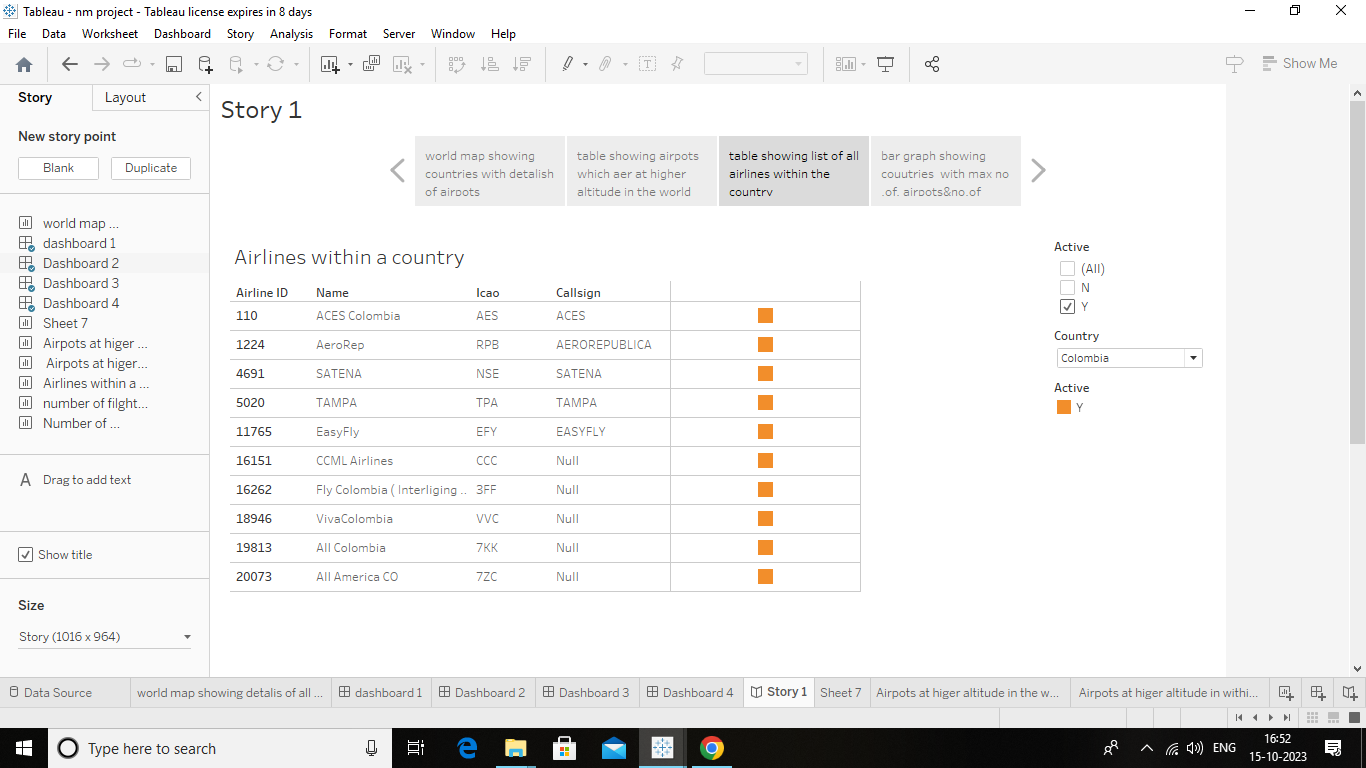 Tableau - nm project - Tableau license expires in 8 days
File Data Worksheet Dashboard Story Analysis Format Server Window Help
Show Me
Story Layout
New story point
Blank Duplicate
world map ...
dashboard 1
Dashboard 2
Dashboard 3
Dashboard 4
Sheet 7
Airpots at higer ...
Airpots at higer...
Airlines within a ...
number of filght...
Number of ...
A Drag to add text
Show title
Size
Story (1016 x 964)
Story 1
world map showing
countries with detalish
of airpots
table showing airpots
which aer at higher
altitude in the world
table showing list of all
airlines within the
country
bar graph showing
coutries with max no
.of. airpots&no.of
Airlines within a country
Airline ID Name Icao Callsign
110 ACES Colombia AES ACES
1224 AeroRep RPB AEROREPUBLICA
4691 SATENA NSE SATENA
5020 TAMPA TPA TAMPA
11765 EasyFly EFY EASYFLY
16151 CCML Airlines CCC Null
16262 Fly Colombia ( Interliging .. 3FF Null
18946 VivaColombia VVC Null
19813 All Colombia 7KK Null
20073 All America CO 7ZC Null
Active
(All)
N
Y
Country
Colombia
Active
Y
Data Source world map showing detalis of all ... dashboard 1 Dashboard 2 Dashboard 3 Dashboard 4 Story 1 Sheet 7 Airpots at higer altitude in the w... Airpots at higer altitude in withi...
Type here to search
ENG
16:52
15-10-2023